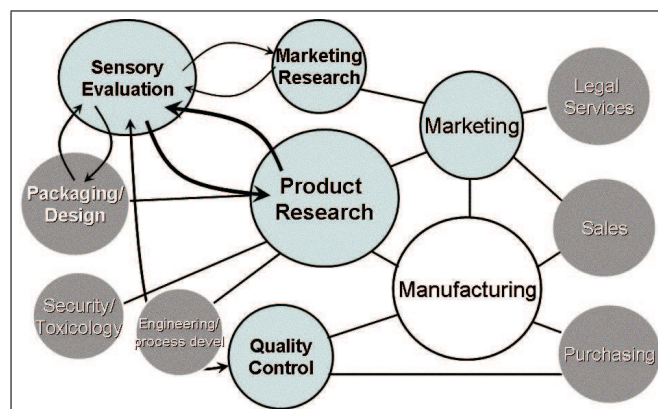 Sensory
Evaluation
Marketing
Research
Legal
Services
Marketing
Packaging/
Design
Product
Research
Sales
Manufacturing
Security/
Toxicology
Engineering/
process devel
Quality
Control
Purchasing